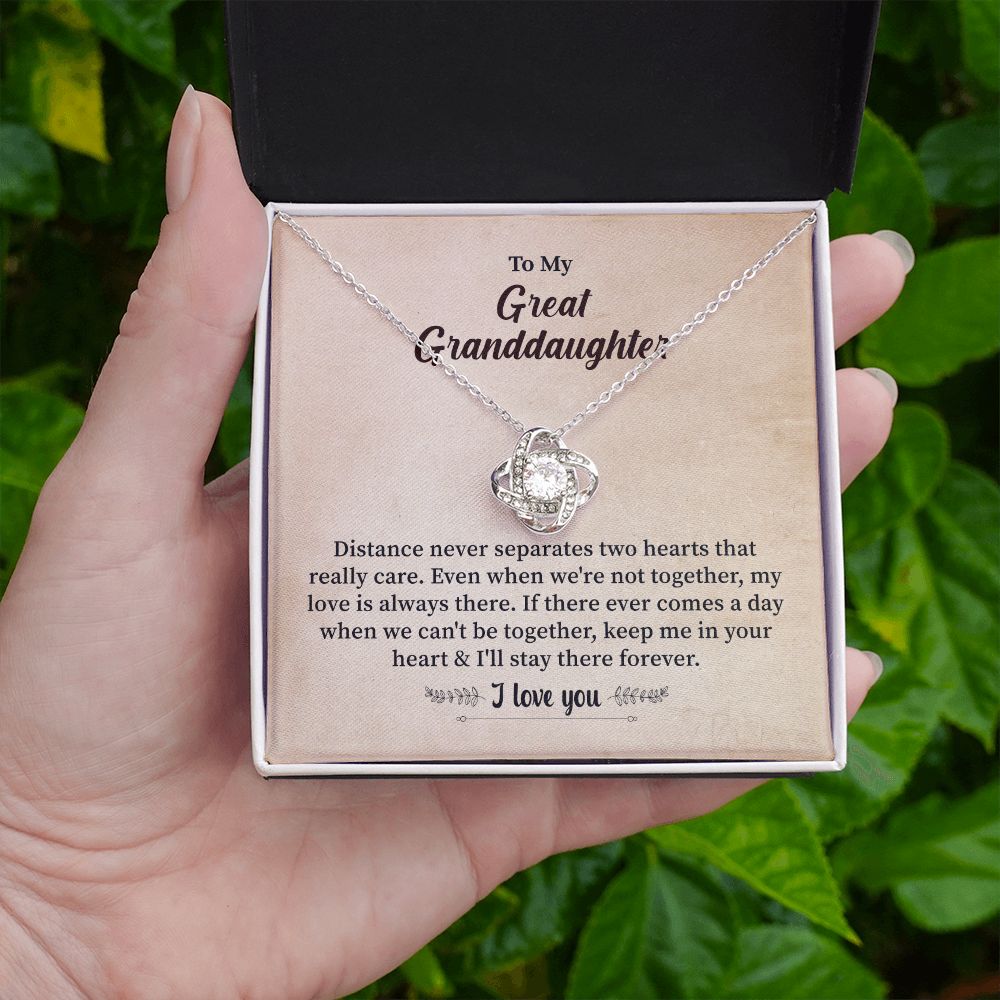 To My
Great
Granddaughter
Distance never separates two hearts that
really care. Even when we're not together, my
love is always there. If there ever comes a day
when we can't be together, keep me in your
heart & I'll stay there forever.
I love you